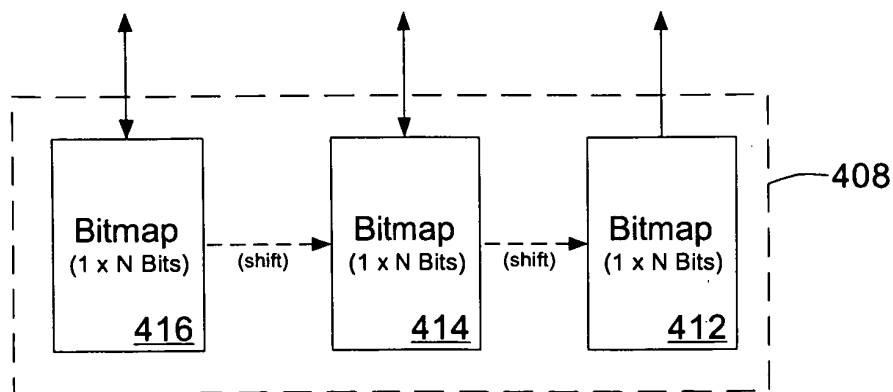 Bitmap
(1 x N Bits)
416
(shift)
Bitmap
(1 x N Bits)
414
(shift)
Bitmap
(1 x N Bits)
412
408